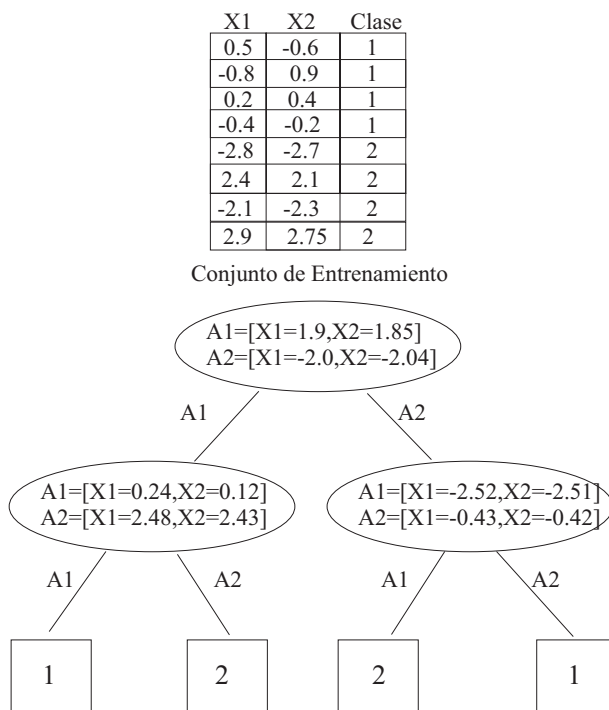 X1 X2 Clase
0.5 -0.6 1
-0.8 0.9 1
0.2 0.4 1
-0.4 -0.2 1
-2.8 -2.7 2
2.4 2.1 2
-2.1 -2.3 2
2.9 2.75 2
Conjunto de Entrenamiento
A1=[X1=1.9,X2=1.85]
A2=[X1=-2.0,X2=-2.04]
A1 A2
A1=[X1=0.24,X2=0.12]
A2=[X1=2.48,X2=2.43]
A1=[X1=-2.52,X2=-2.51]
A2=[X1=-0.43,X2=-0.42]
A1 A2 A1 A2
1 2 2 1